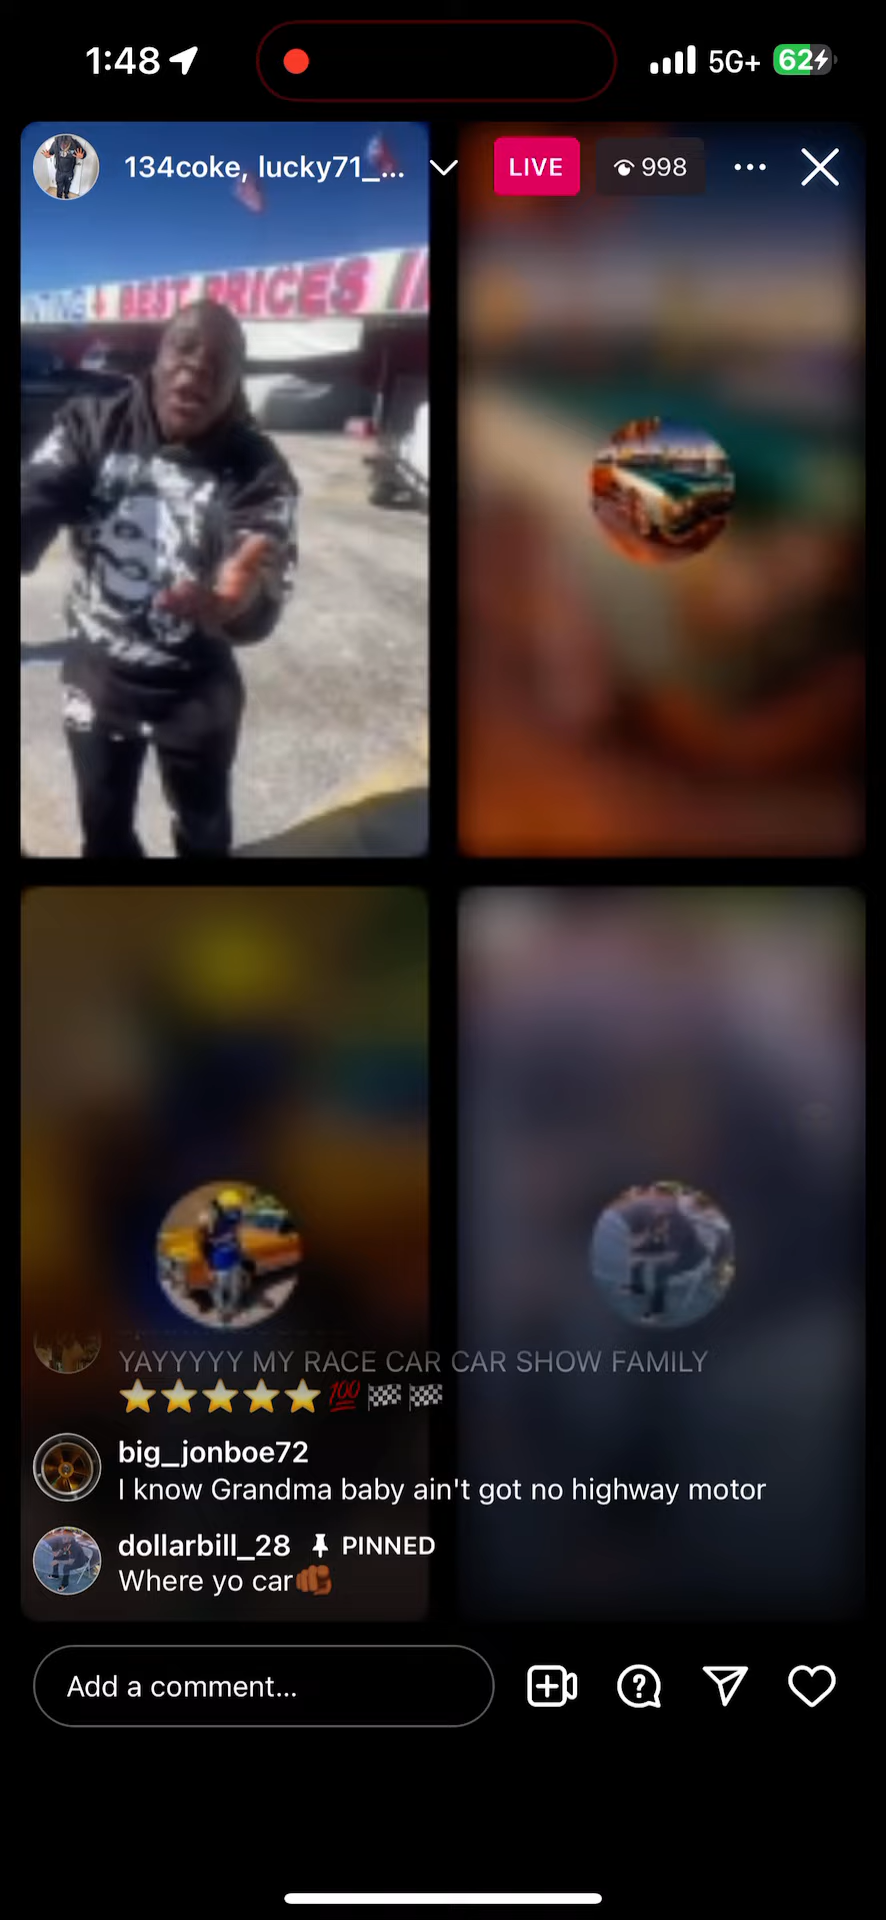 1:48
5G+
62
134coke, lucky71_...
LIVE
998
BEST PRICES
YAYYYYY MY RACE CAR CAR SHOW FAMILY
⭐⭐⭐⭐⭐💯🏁🏁
big_jonboe72
I know Grandma baby ain't got no highway motor
dollarbill_28 📌 PINNED
Where yo car🫵🏾
Add a comment...